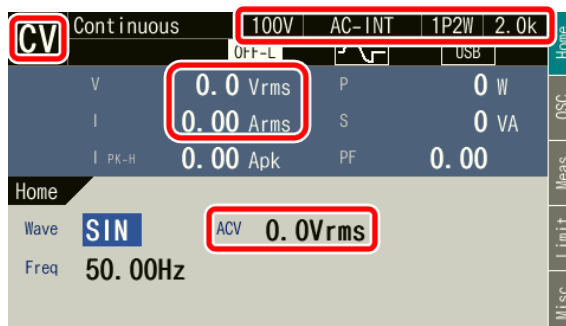 CV Continuous 100V AC-INT 1P2W 2.0k
OFF-L USB
V 0.0 Vrms P 0 W
I 0.00 Arms S 0 VA
I PK-H 0.00 Apk PF 0.00
Home
Wave SIN ACV 0.0Vrms
Freq 50.00Hz
Home
OSC
Meas.
Limit
Misc